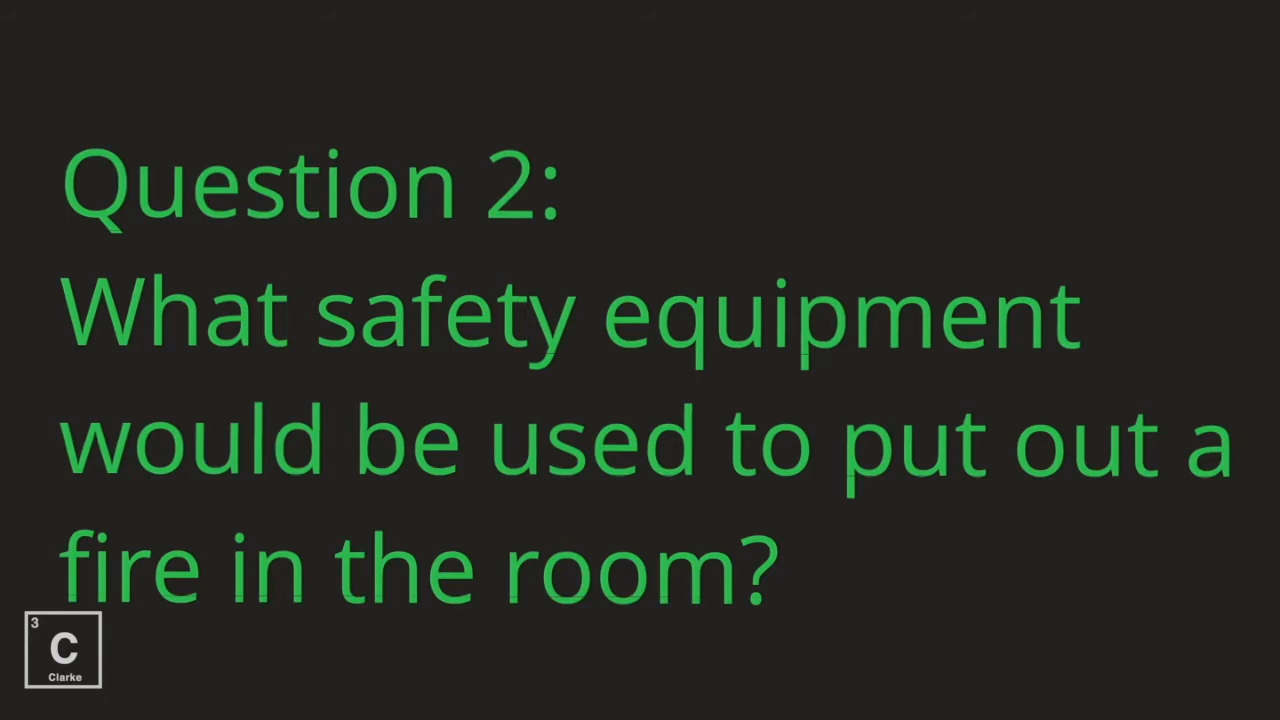 Question 2:
What safety equipment
would be used to put out a
fire in the room?
3
C
Clarke